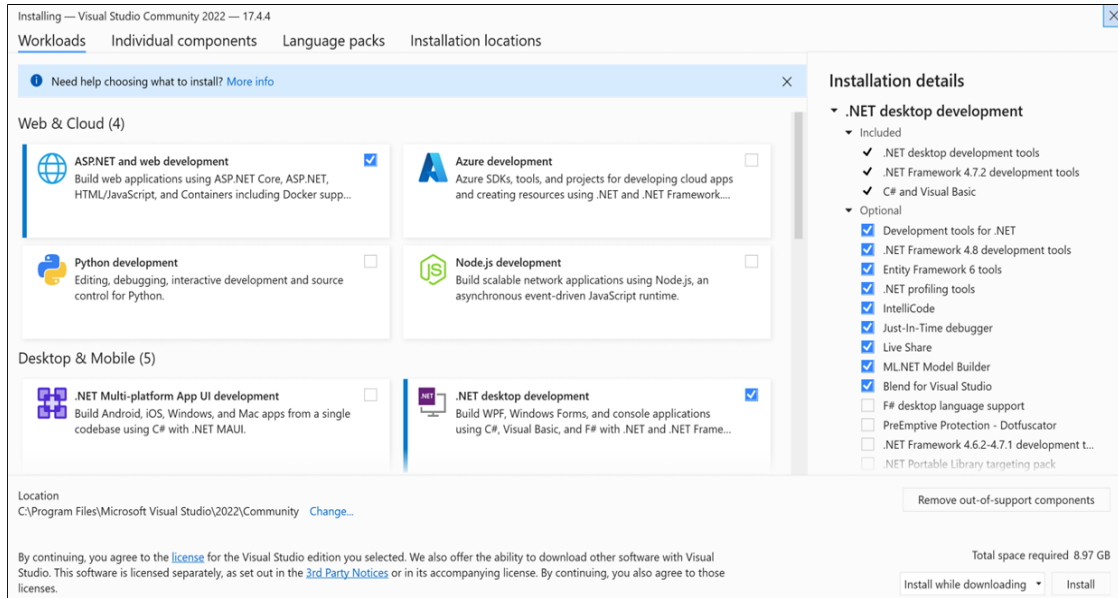 Installing — Visual Studio Community 2022 — 17.4.4
Workloads Individual components Language packs Installation locations
Need help choosing what to install? More info
Web & Cloud (4)
ASP.NET and web development
Build web applications using ASP.NET Core, ASP.NET,
HTML/JavaScript, and Containers including Docker supp...
Azure development
Azure SDKs, tools, and projects for developing cloud apps
and creating resources using .NET and .NET Framework....
Python development
Editing, debugging, interactive development and source
control for Python.
JS
Node.js development
Build scalable network applications using Node.js, an
asynchronous event-driven JavaScript runtime.
Desktop & Mobile (5)
.NET Multi-platform App UI development
Build Android, iOS, Windows, and Mac apps from a single
codebase using C# with .NET MAUI.
.NET
.NET desktop development
Build WPF, Windows Forms, and console applications
using C#, Visual Basic, and F# with .NET and .NET Frame...
Installation details
.NET desktop development
Included
.NET desktop development tools
.NET Framework 4.7.2 development tools
C# and Visual Basic
Optional
Development tools for .NET
.NET Framework 4.8 development tools
Entity Framework 6 tools
.NET profiling tools
IntelliCode
Just-In-Time debugger
Live Share
ML.NET Model Builder
Blend for Visual Studio
F# desktop language support
PreEmptive Protection - Dotfuscator
.NET Framework 4.6.2-4.7.1 development t...
.NET Portable Library targeting pack
Location
C:\Program Files\Microsoft Visual Studio\2022\Community Change...
Remove out-of-support components
By continuing, you agree to the license for the Visual Studio edition you selected. We also offer the ability to download other software with Visual
Studio. This software is licensed separately, as set out in the 3rd Party Notices or in its accompanying license. By continuing, you also agree to those
licenses.
Total space required 8.97 GB
Install while downloading Install